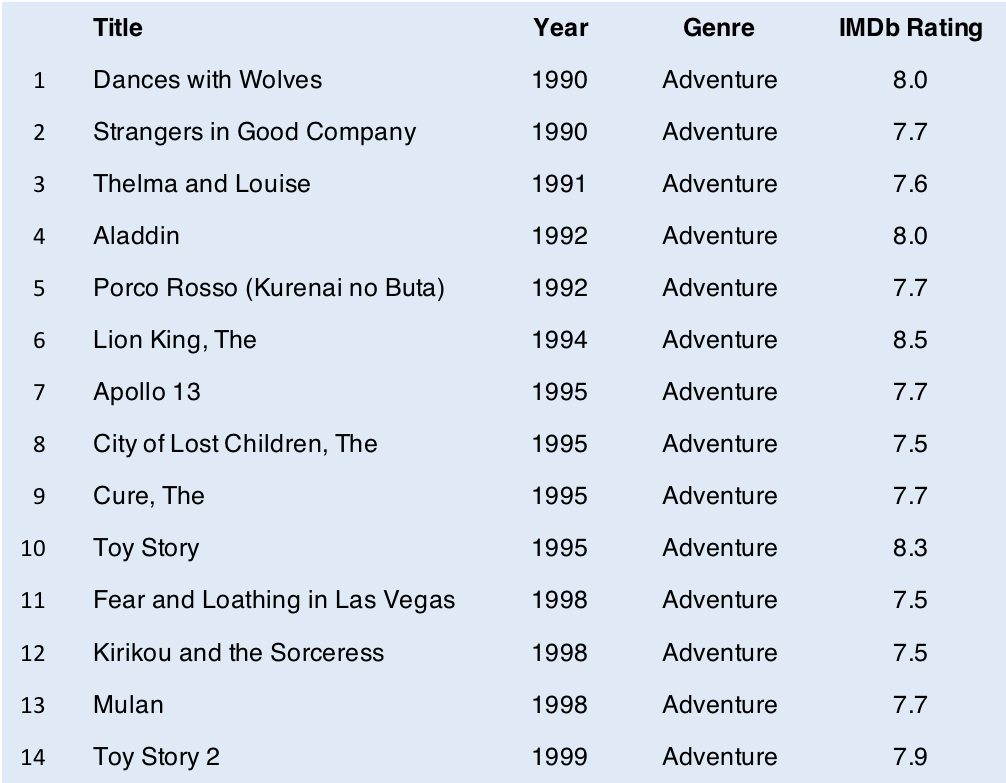 Title Year Genre IMDb Rating
1 Dances with Wolves 1990 Adventure 8.0
2 Strangers in Good Company 1990 Adventure 7.7
3 Thelma and Louise 1991 Adventure 7.6
4 Aladdin 1992 Adventure 8.0
5 Porco Rosso (Kurenai no Buta) 1992 Adventure 7.7
6 Lion King, The 1994 Adventure 8.5
7 Apollo 13 1995 Adventure 7.7
8 City of Lost Children, The 1995 Adventure 7.5
9 Cure, The 1995 Adventure 7.7
10 Toy Story 1995 Adventure 8.3
11 Fear and Loathing in Las Vegas 1998 Adventure 7.5
12 Kirikou and the Sorceress 1998 Adventure 7.5
13 Mulan 1998 Adventure 7.7
14 Toy Story 2 1999 Adventure 7.9